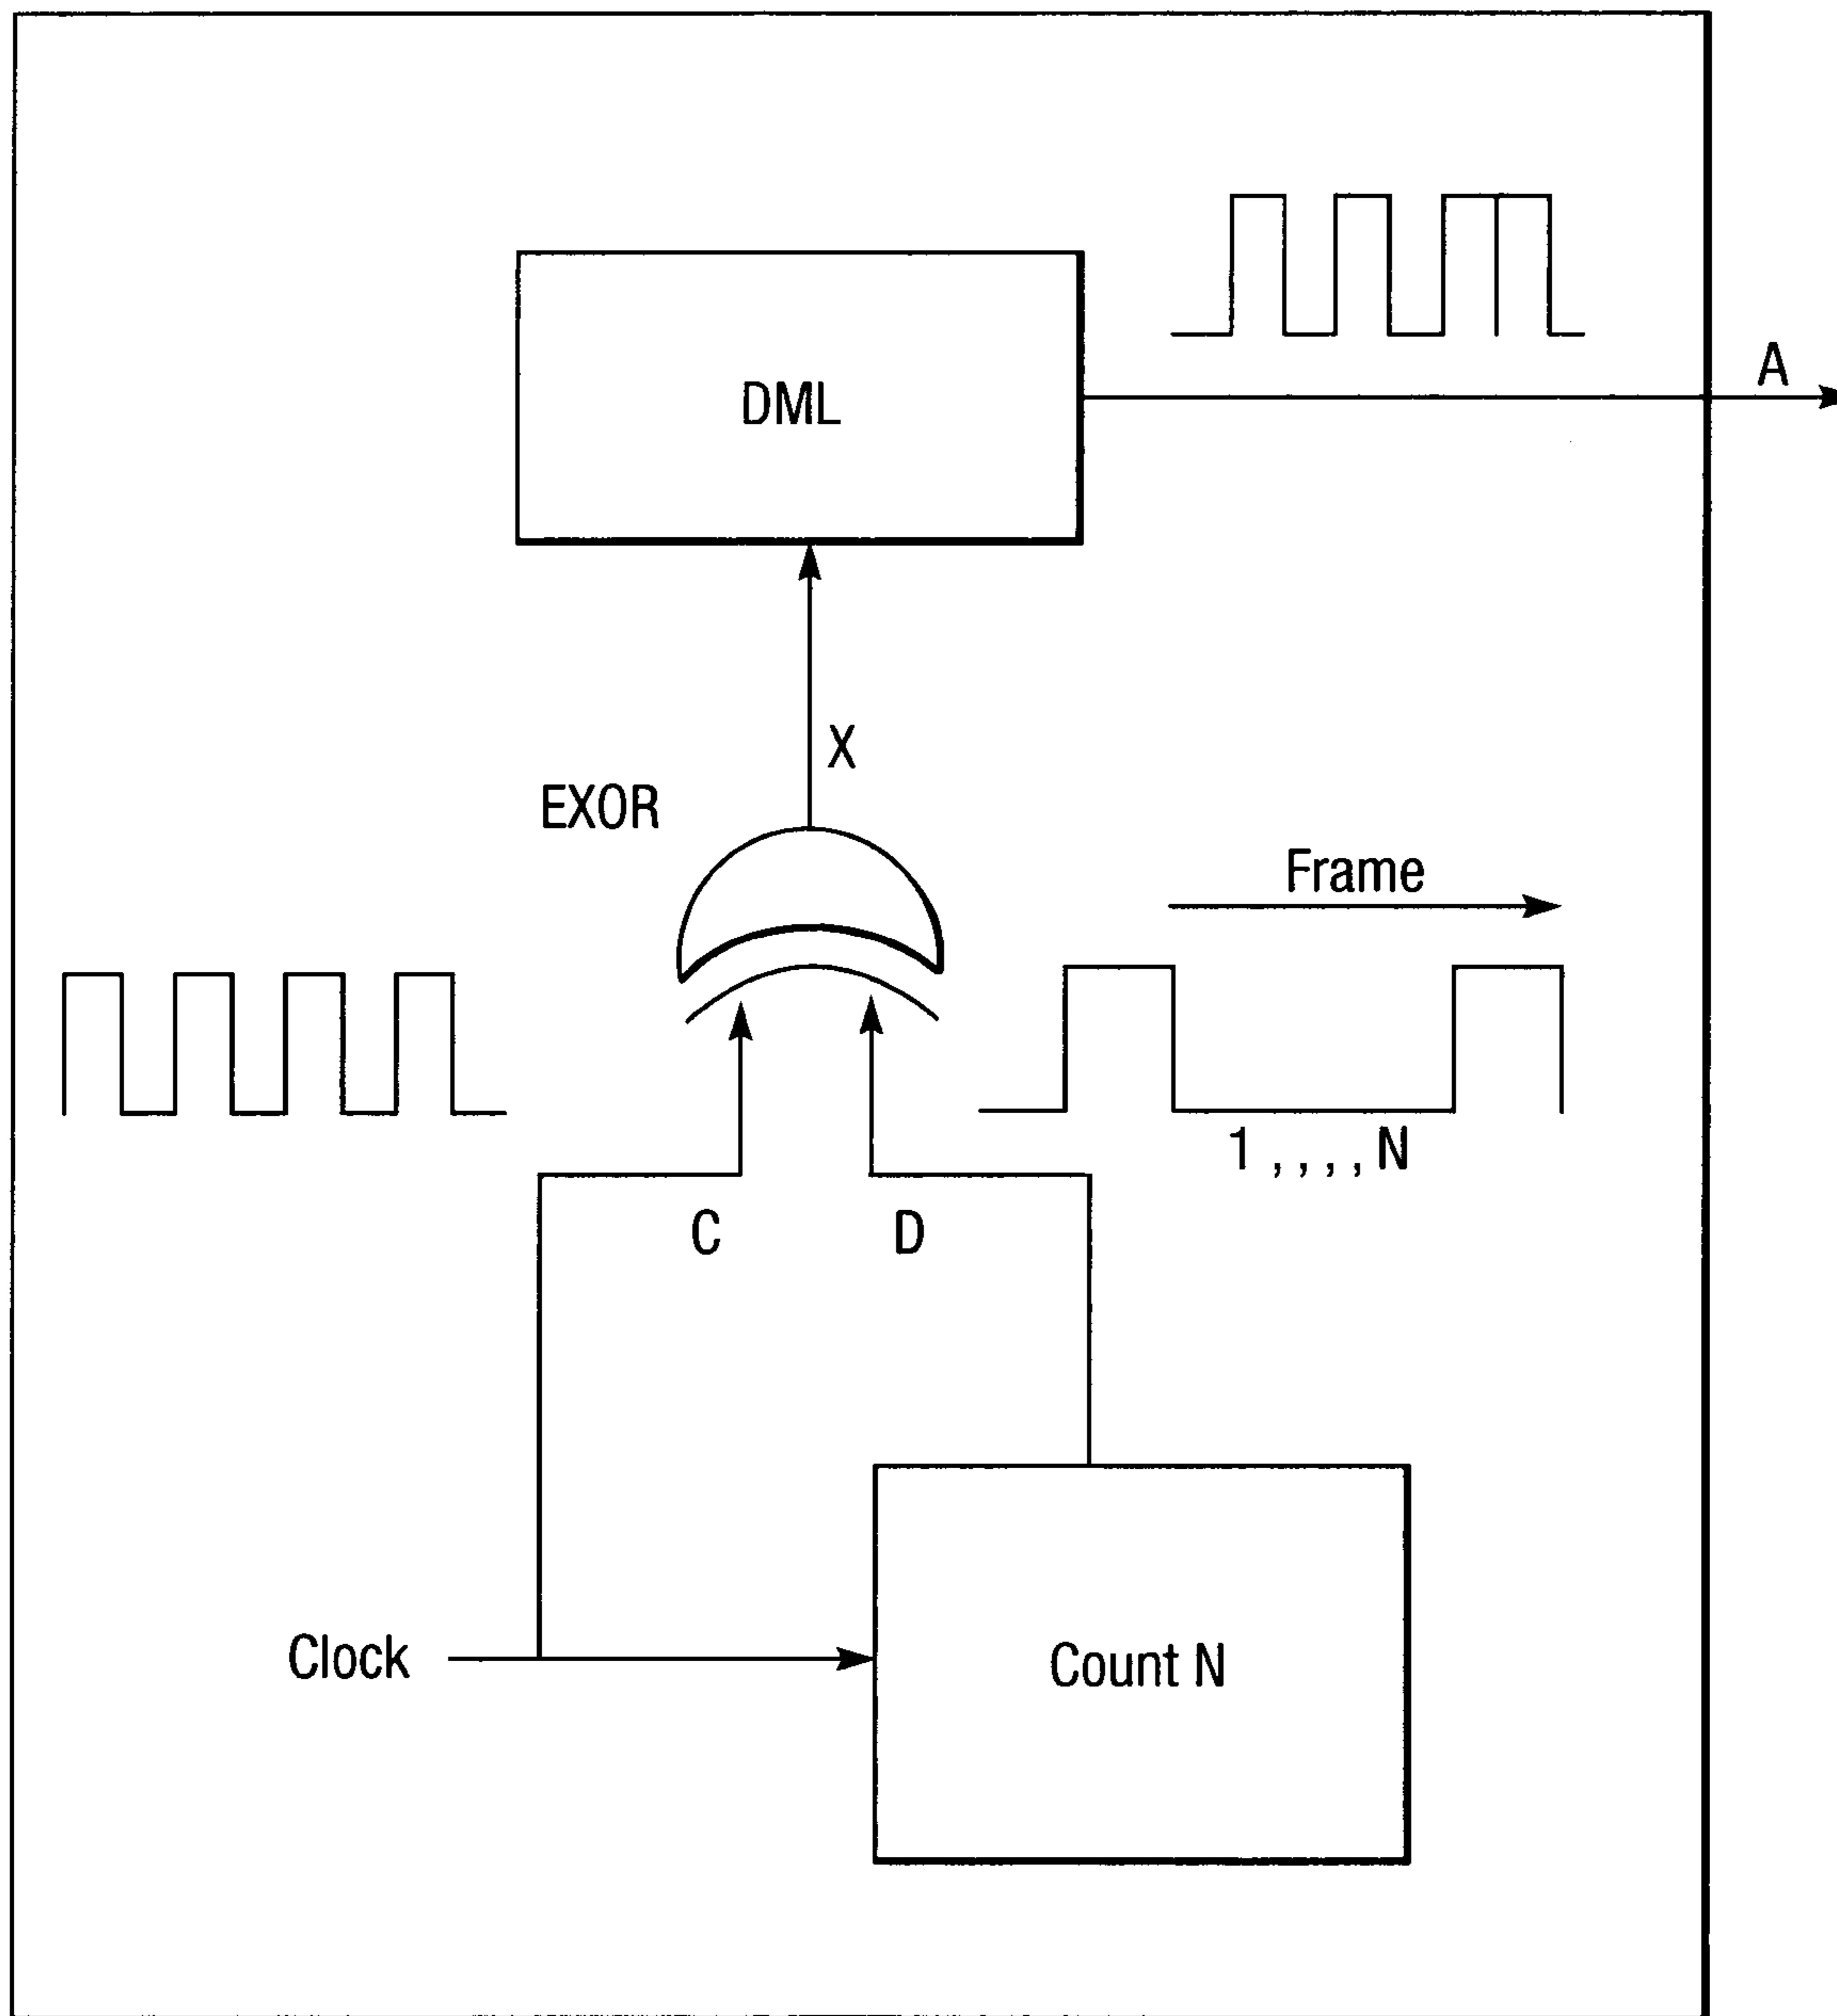 A
DML
X
EXOR
Frame
1 , , , , N
C
D
Clock
Count N